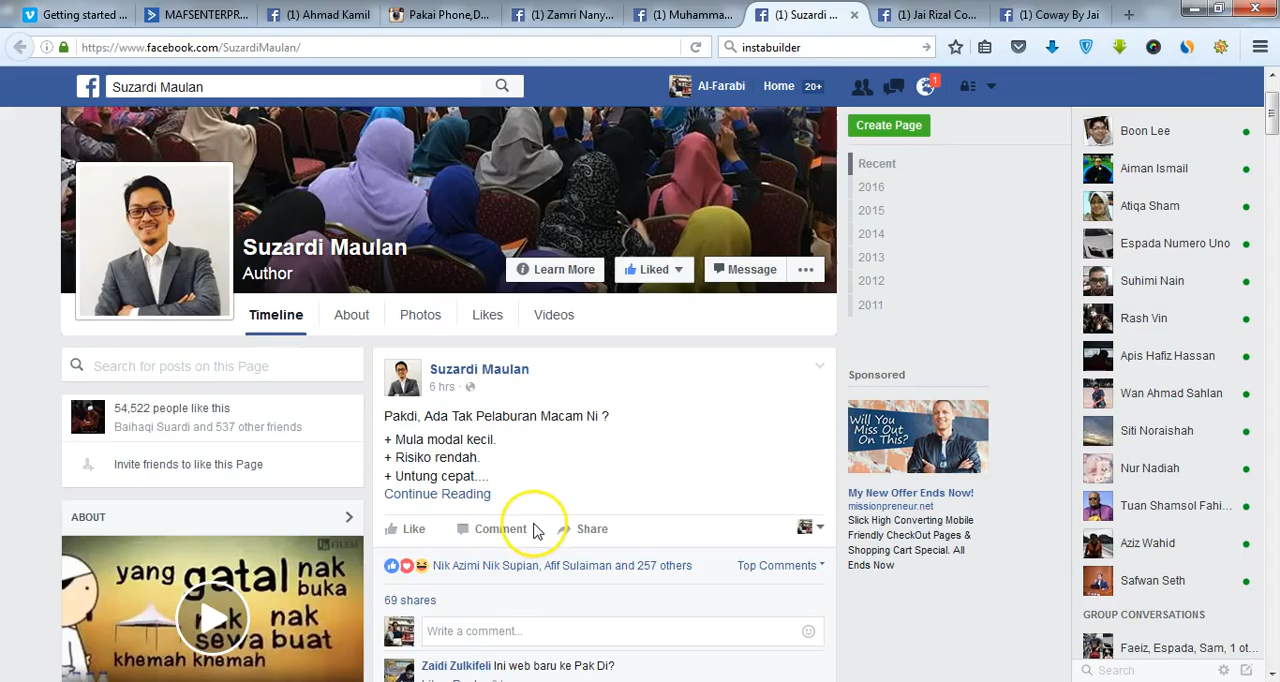 Getting started ...
MAFSENTERPR...
(1) Ahmad Kamil
Pakai Phone,D...
(1) Zamri Nany...
(1) Muhamma...
(1) Suzardi ...
(1) Jai Rizal Co...
(1) Coway By Jai
https://www.facebook.com/SuzardiMaulan/
instabuilder
Suzardi Maulan
Al-Farabi
Home 20+
1
Suzardi Maulan
Author
Learn More
Liked
Message
Timeline
About
Photos
Likes
Videos
Search for posts on this Page
54,522 people like this
Baihaqi Suardi and 537 other friends
Invite friends to like this Page
ABOUT
yang gatal nak
buka
nak nak
sewa buat
khemah khemah
Suzardi Maulan
6 hrs ·
Pakdi, Ada Tak Pelaburan Macam Ni ?
+ Mula modal kecil.
+ Risiko rendah.
+ Untung cepat....
Continue Reading
Like
Comment
Share
Nik Azimi Nik Supian, Afif Sulaiman and 257 others
Top Comments
69 shares
Write a comment...
Zaidi Zulkifeli Ini web baru ke Pak Di?
Create Page
Recent
2016
2015
2014
2013
2012
2011
Sponsored
Will You
Miss Out
On This?
My New Offer Ends Now!
missionpreneur.net
Slick High Converting Mobile
Friendly CheckOut Pages &
Shopping Cart Special. All
Ends Now
Boon Lee
Aiman Ismail
Atiqa Sham
Espada Numero Uno
Suhimi Nain
Rash Vin
Apis Hafiz Hassan
Wan Ahmad Sahlan
Siti Noraishah
Nur Nadiah
Tuan Shamsol Fahi...
Aziz Wahid
Safwan Seth
GROUP CONVERSATIONS
Faeiz, Espada, Sam, 1 ot...
Search